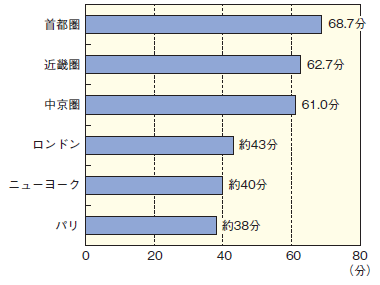 首都圏 68.7分
近畿圏 62.7分
中京圏 61.0分
ロンドン 約43分
ニューヨーク 約40分
パリ 約38分
0 20 40 60 80
(分)